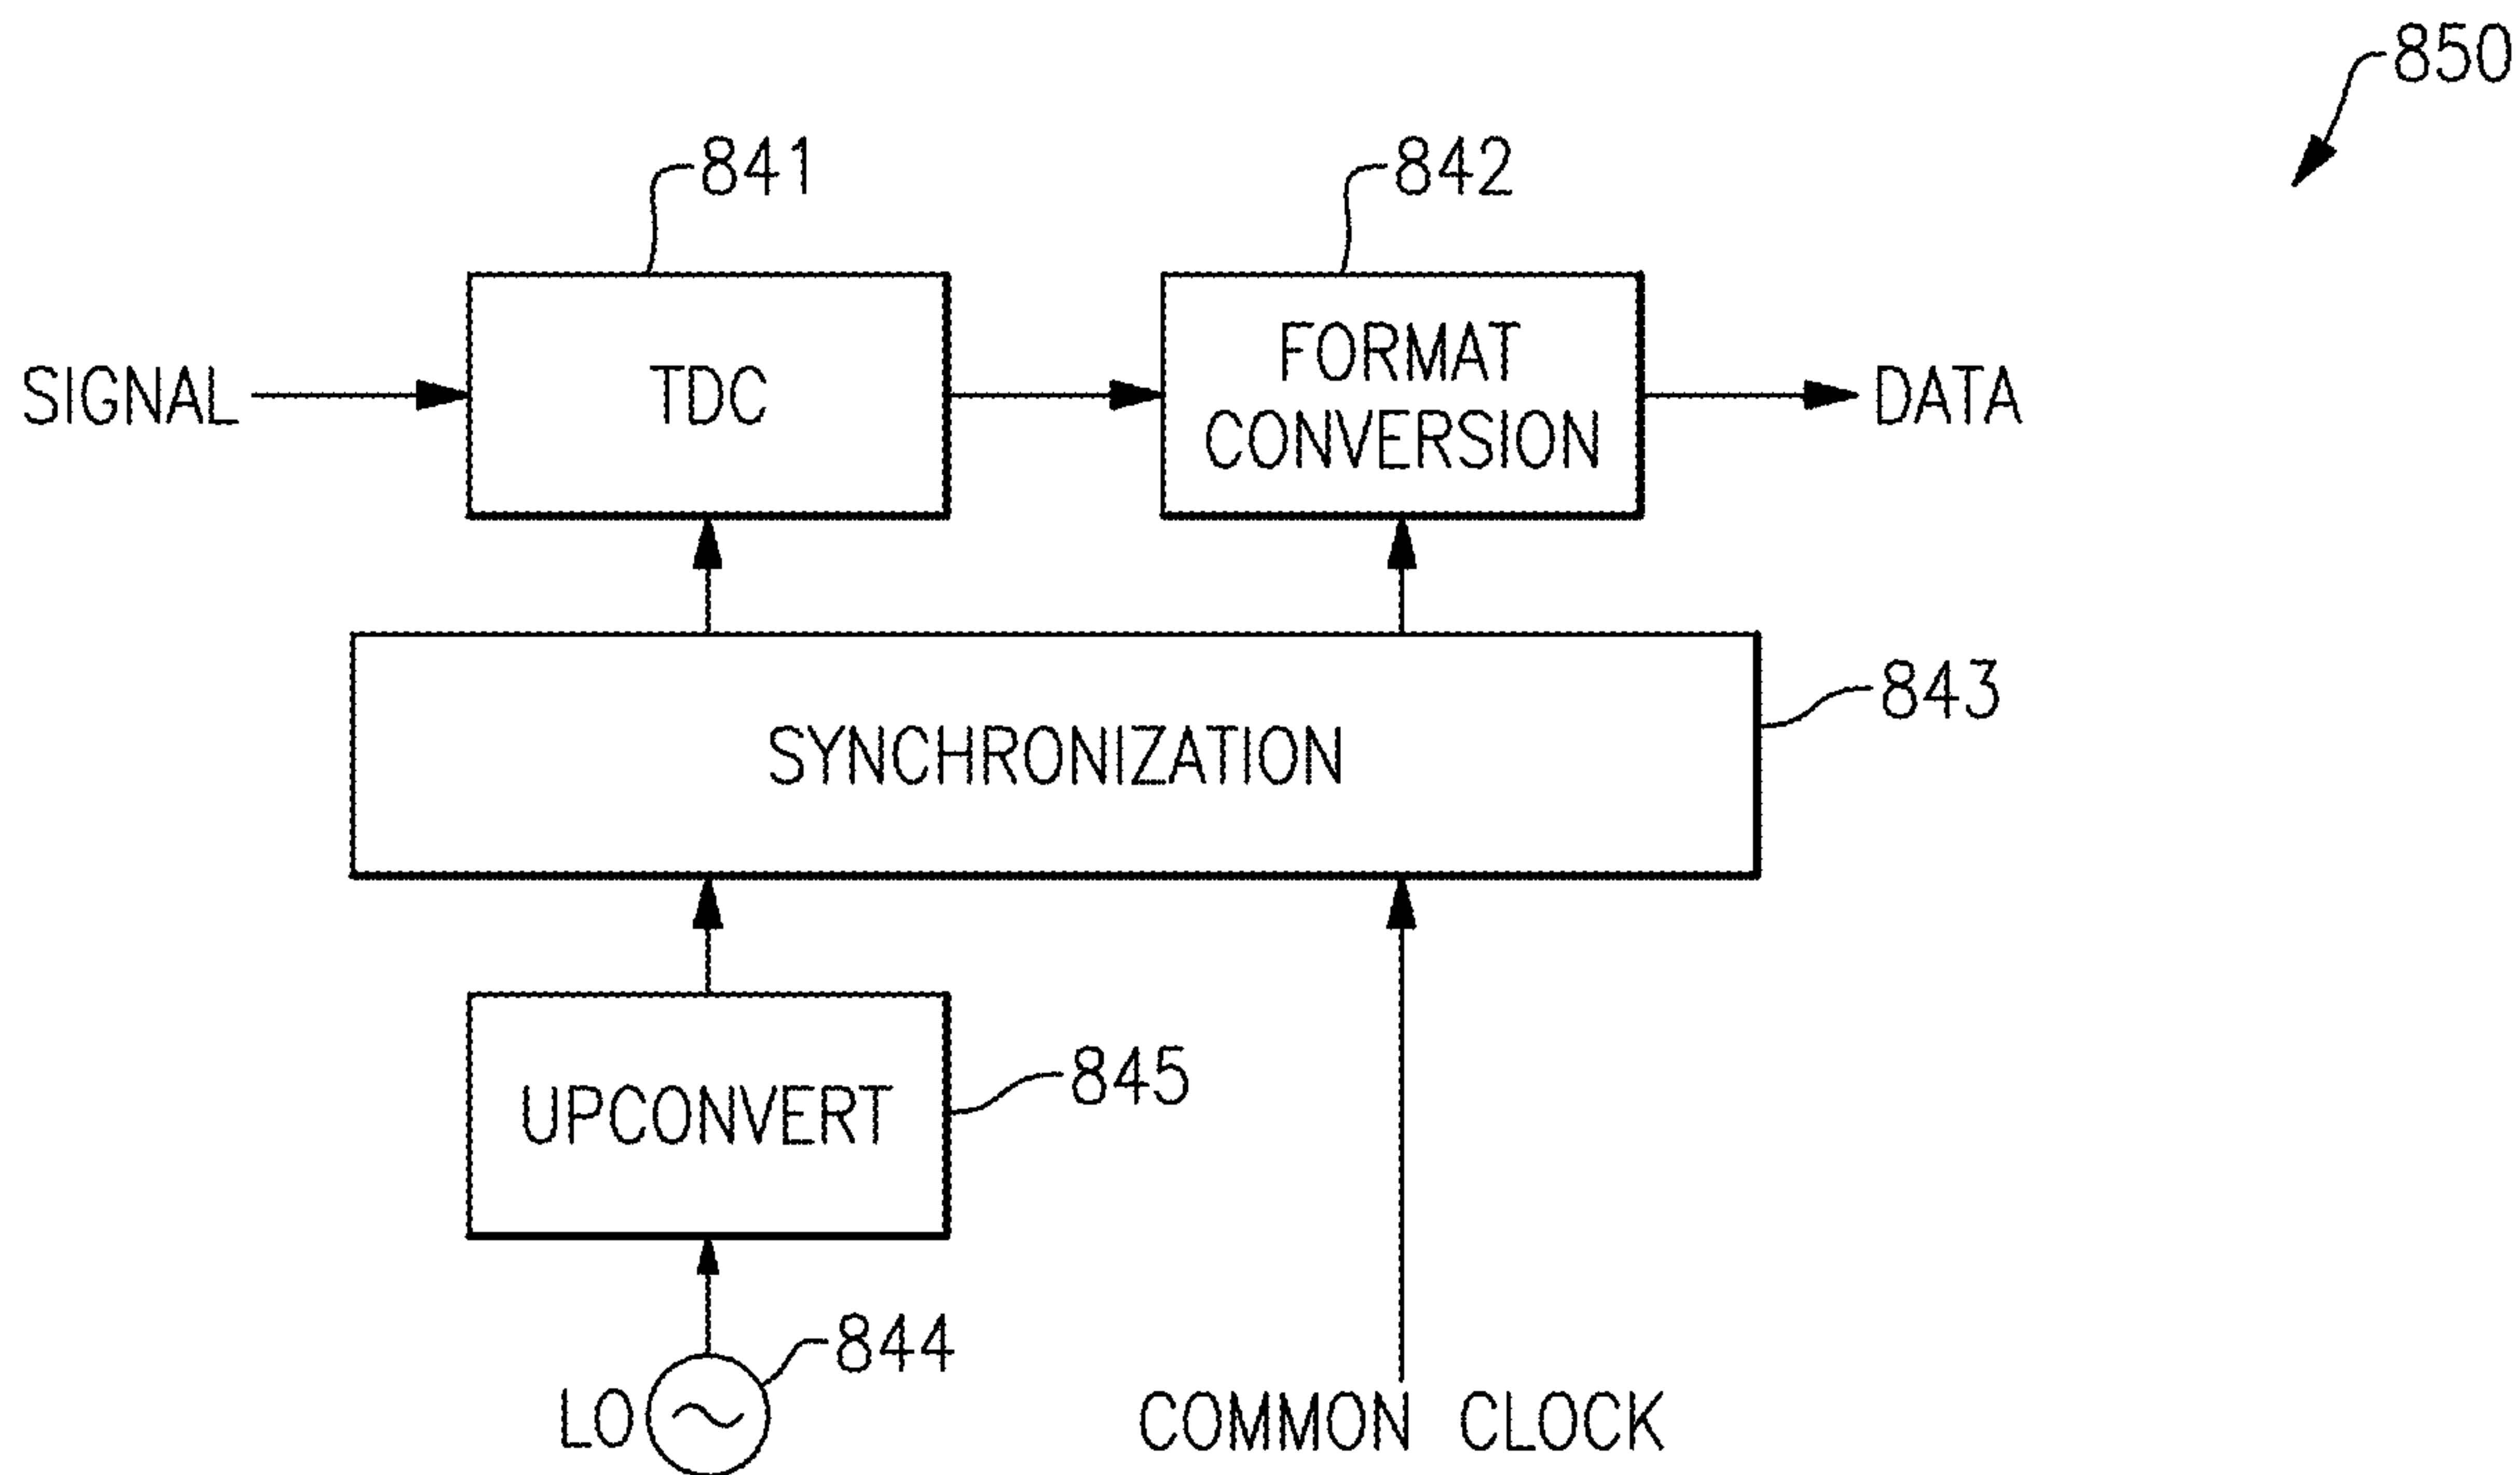 850
841
842
SIGNAL
TDC
FORMAT
CONVERSION
DATA
843
SYNCHRONIZATION
845
UPCONVERT
844
LO
COMMON CLOCK